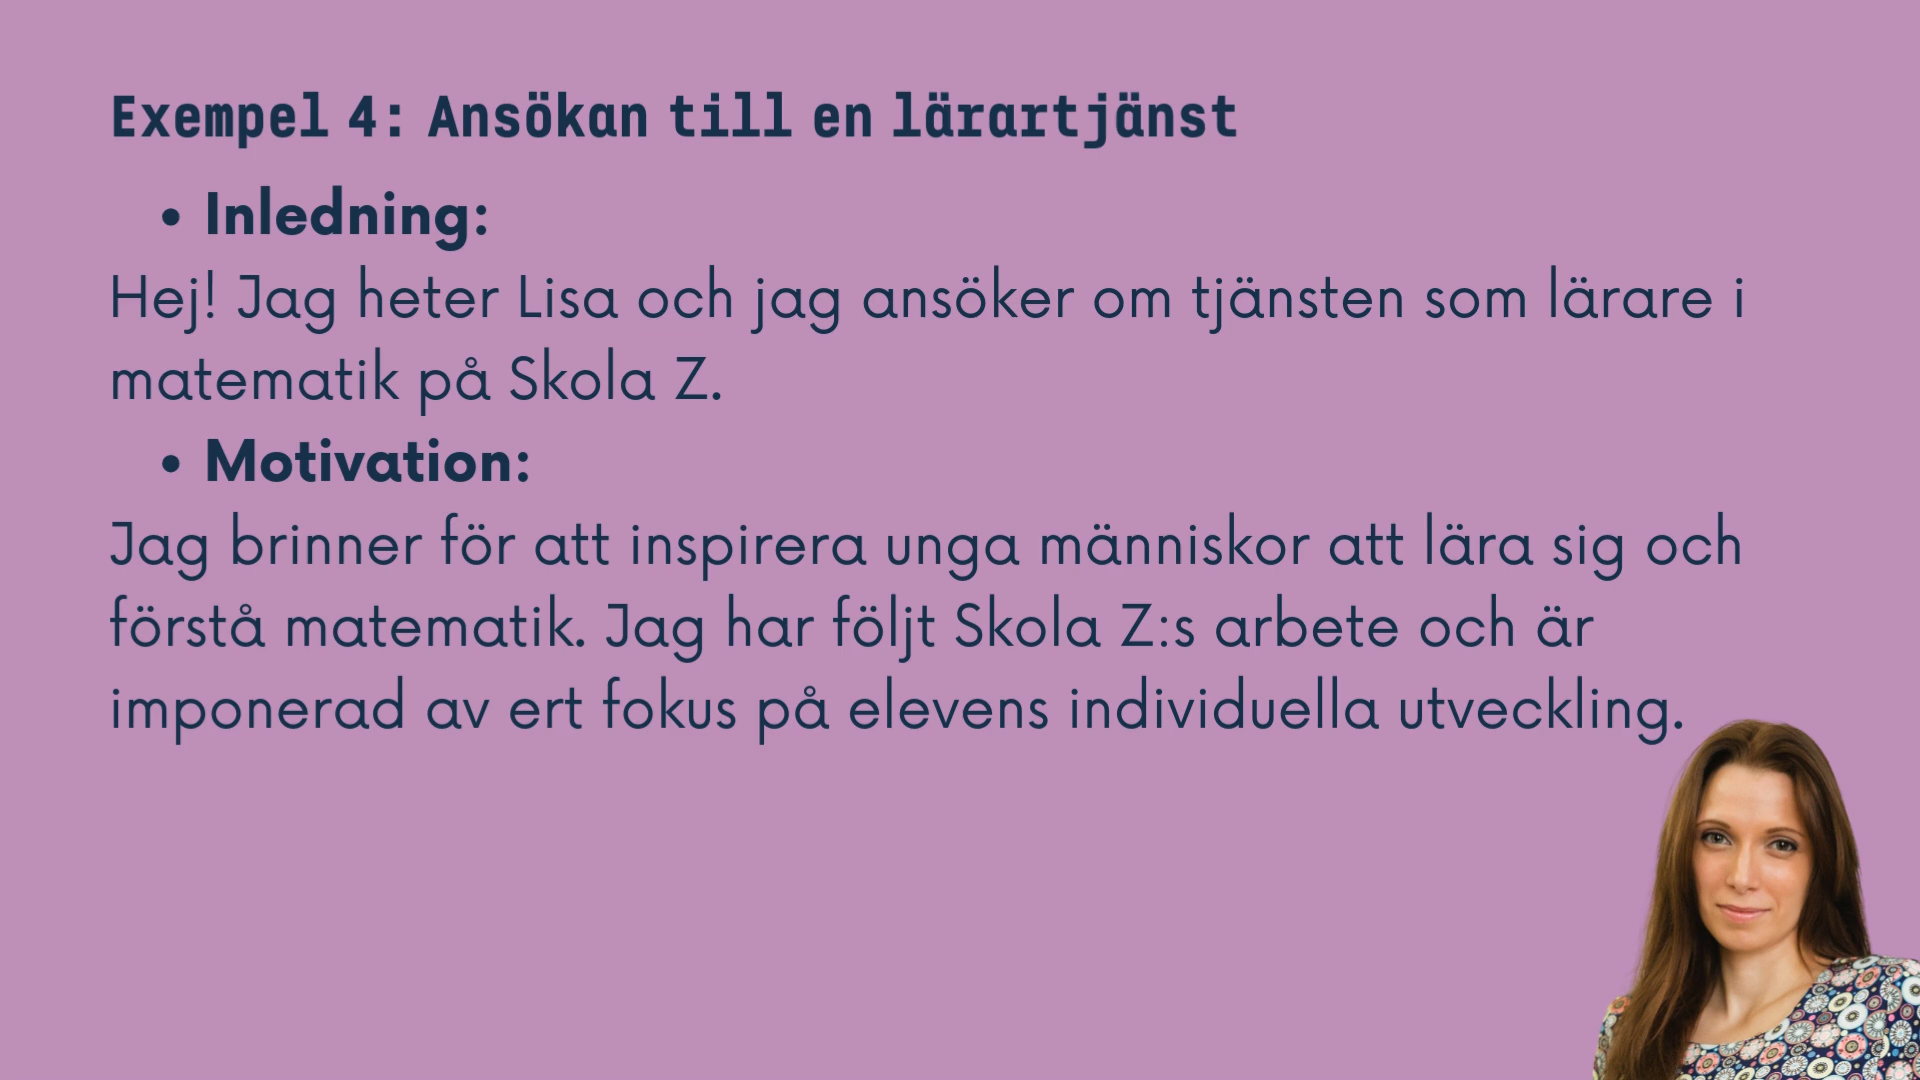 Exempel 4: Ansökan till en lärartjänst
• Inledning:
Hej! Jag heter Lisa och jag ansöker om tjänsten som lärare i
matematik på Skola Z.
• Motivation:
Jag brinner för att inspirera unga människor att lära sig och
förstå matematik. Jag har följt Skola Z:s arbete och är
imponerad av ert fokus på elevens individuella utveckling.